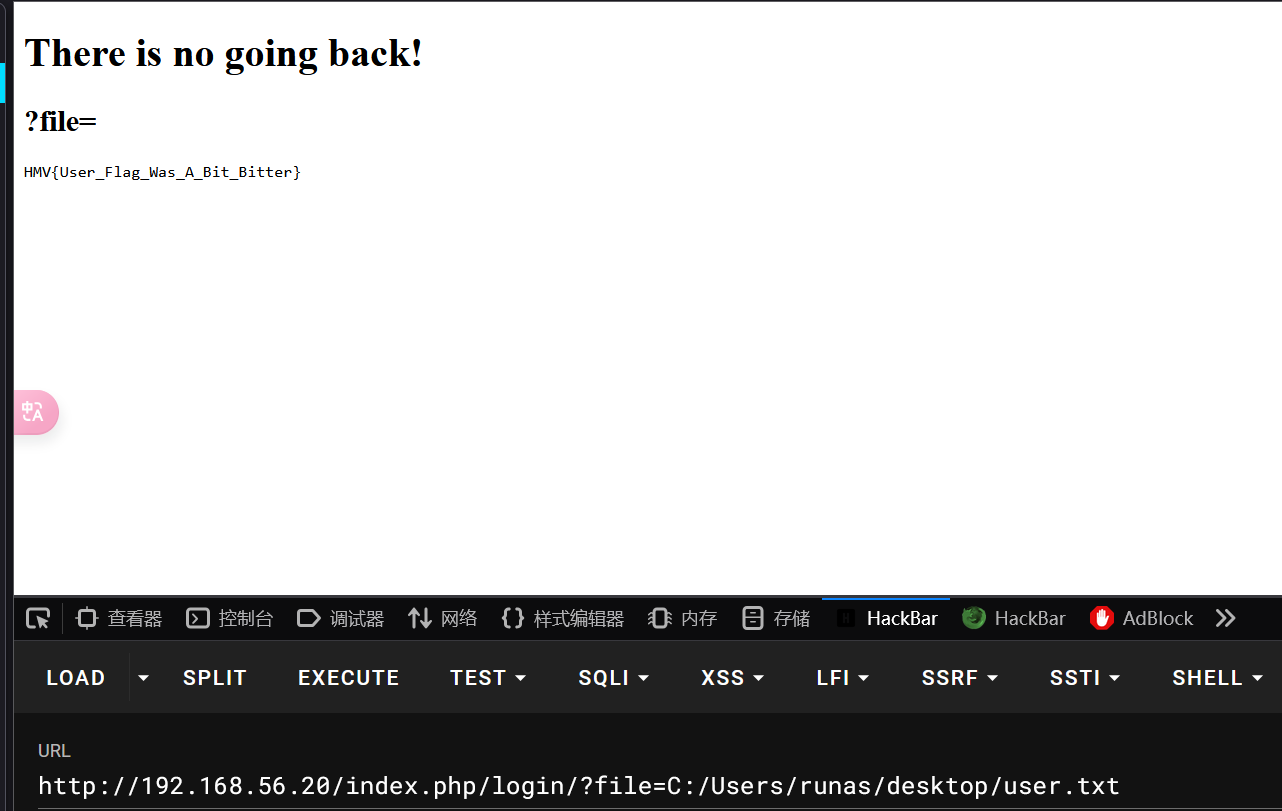 There is no going back!
?file=
HMV{User_Flag_Was_A_Bit_Bitter}
中A
查看器 控制台 调试器 网络 样式编辑器 内存 存储 HackBar HackBar AdBlock
LOAD SPLIT EXECUTE TEST SQLI XSS LFI SSRF SSTI SHELL
URL
http://192.168.56.20/index.php/login/?file=C:/Users/runas/desktop/user.txt